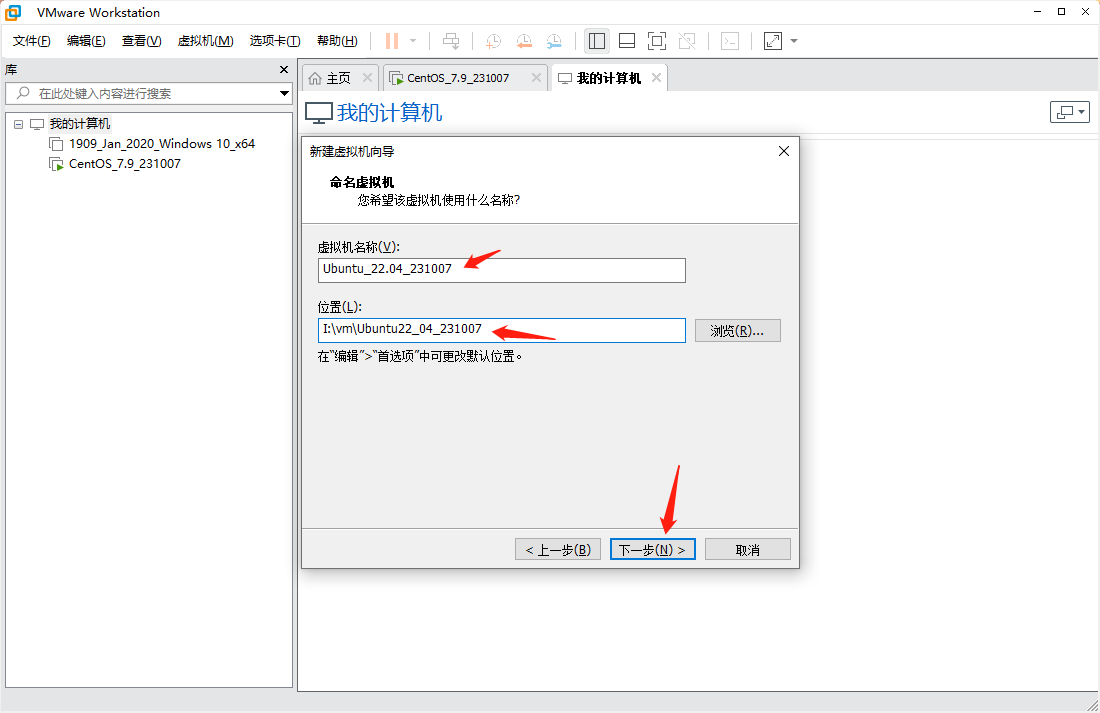 VMware Workstation
文件(F) 编辑(E) 查看(V) 虚拟机(M) 选项卡(T) 帮助(H)
库
在此处键入内容进行搜索
我的计算机
1909_Jan_2020_Windows 10_x64
CentOS_7.9_231007
主页 CentOS_7.9_231007 我的计算机
我的计算机
新建虚拟机向导
命名虚拟机
您希望该虚拟机使用什么名称?
虚拟机名称(V):
Ubuntu_22.04_231007
位置(L):
I:\vm\Ubuntu22_04_231007
浏览(R)...
在“编辑”>“首选项”中可更改默认位置。
< 上一步(B) 下一步(N) > 取消